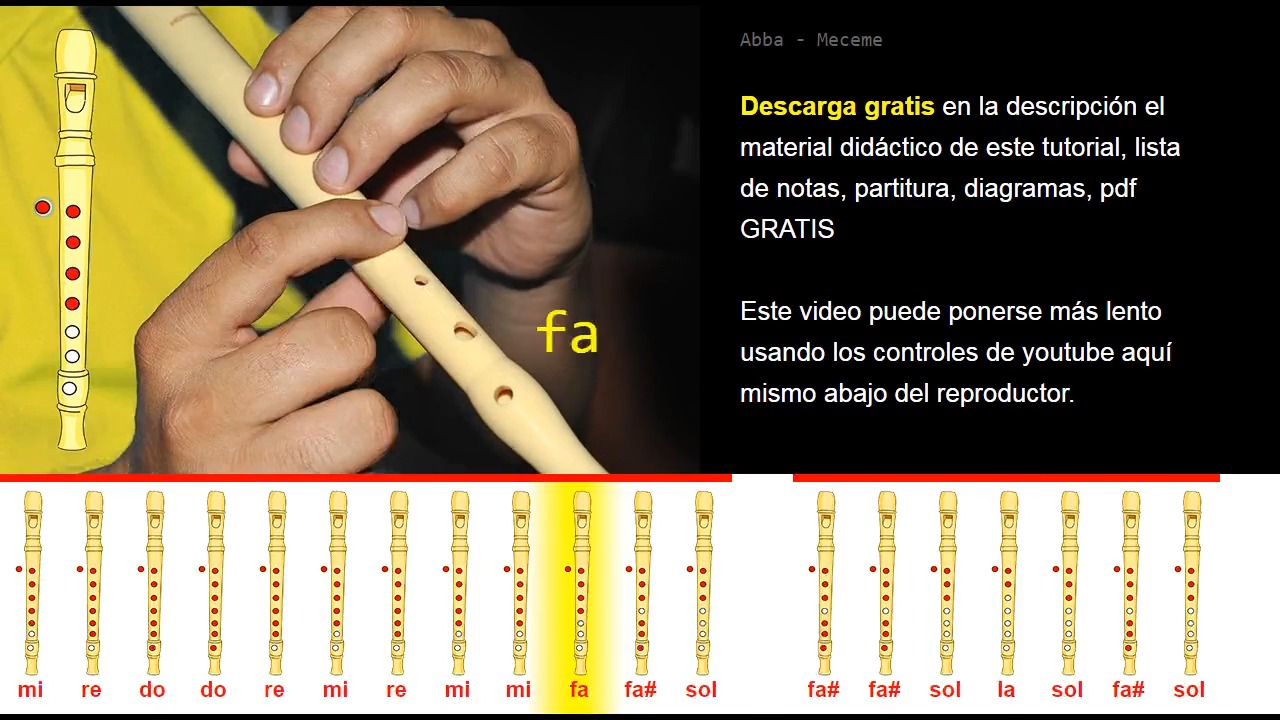 Abba - Meceme
Descarga gratis en la descripción el
material didáctico de este tutorial, lista
de notas, partitura, diagramas, pdf
GRATIS
Este video puede ponerse más lento
usando los controles de youtube aquí
mismo abajo del reproductor.
fa
mi re do do re mi re mi mi fa fa# sol fa# fa# sol la sol fa# sol